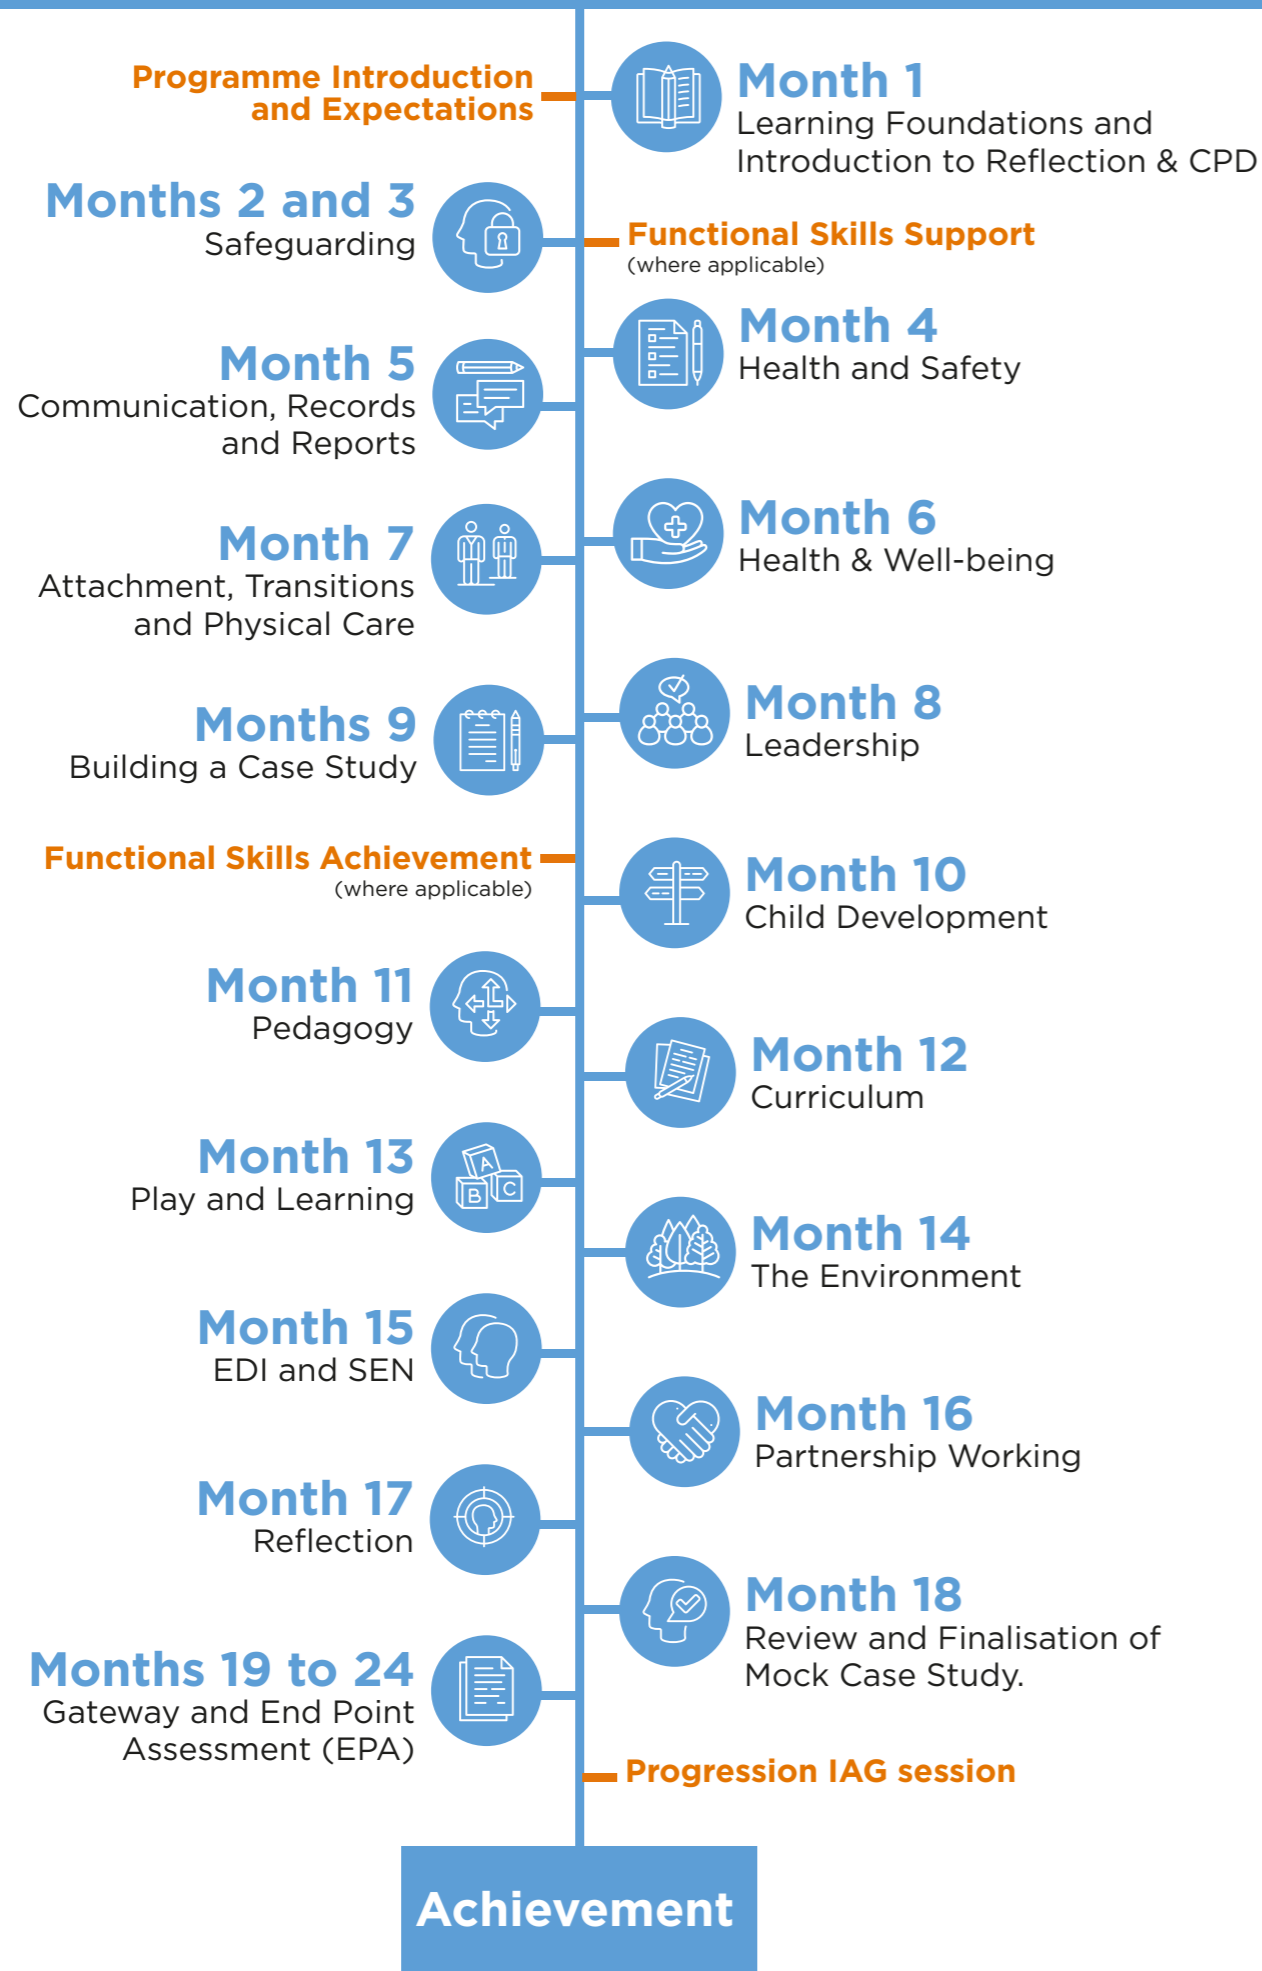 Programme Introduction
and Expectations
Month 1
Learning Foundations and
Introduction to Reflection & CPD
Months 2 and 3
Safeguarding
Functional Skills Support
(where applicable)
Month 4
Health and Safety
Month 5
Communication, Records
and Reports
Month 6
Health & Well-being
Month 7
Attachment, Transitions
and Physical Care
Month 8
Leadership
Months 9
Building a Case Study
Functional Skills Achievement
(where applicable)
Month 10
Child Development
Month 11
Pedagogy
Month 12
Curriculum
Month 13
Play and Learning
A
B C
Month 14
The Environment
Month 15
EDI and SEN
Month 16
Partnership Working
Month 17
Reflection
Month 18
Review and Finalisation of
Mock Case Study.
Months 19 to 24
Gateway and End Point
Assessment (EPA)
Progression IAG session
Achievement